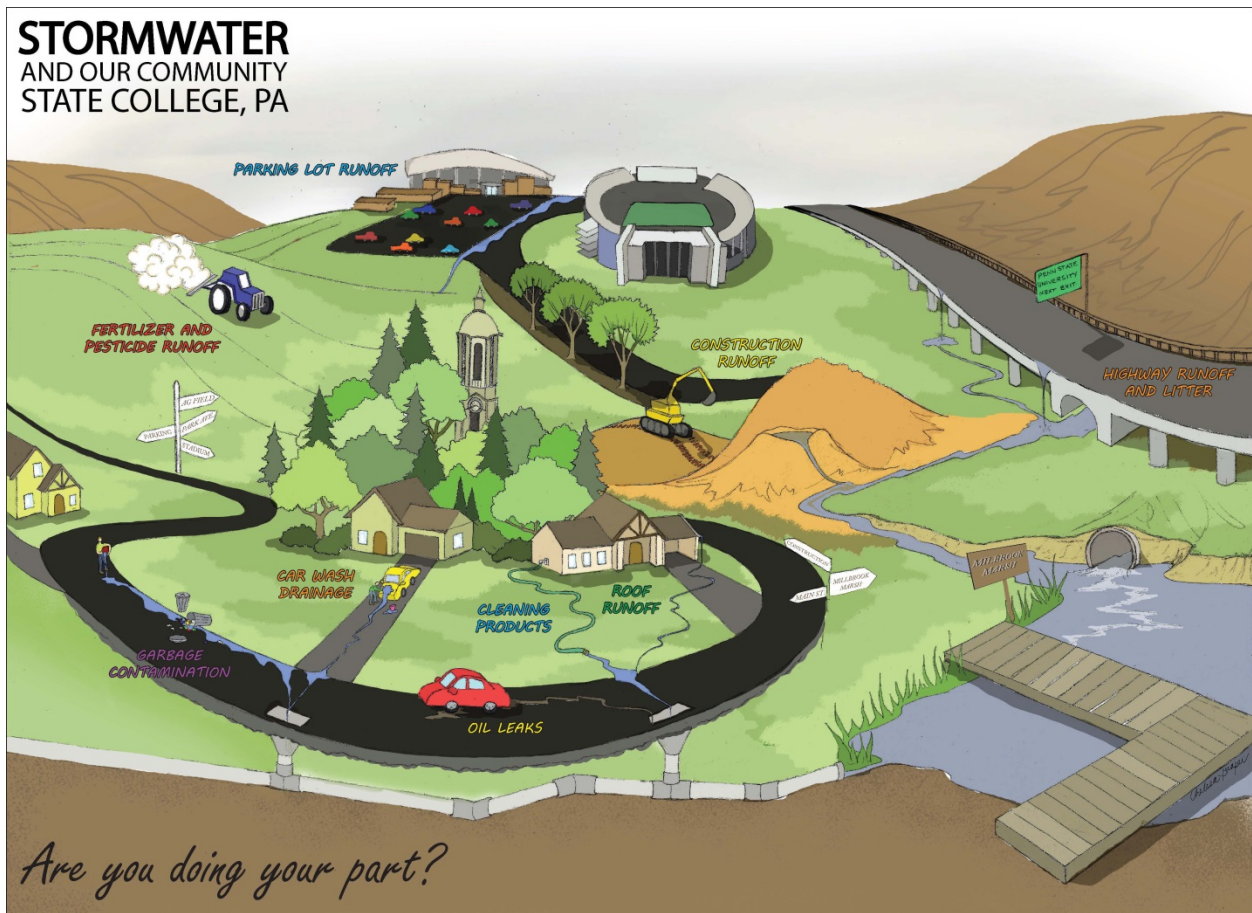 STORMWATER
AND OUR COMMUNITY
STATE COLLEGE, PA
PARKING LOT RUNOFF
PENN STATE
UNIVERSITY
NEXT EXIT
FERTILIZER AND
PESTICIDE RUNOFF
CONSTRUCTION
RUNOFF
HIGHWAY RUNOFF
AND LITTER
AG FIELD
PARK AVE.
PARKING
STADIUM
CONSTRUCTION
MILLBROOK
MARSH
MAIN ST
MILLBROOK
MARSH
CAR WASH
DRAINAGE
CLEANING
PRODUCTS
ROOF
RUNOFF
GARBAGE
CONTAMINATION
OIL LEAKS
Are you doing your part?